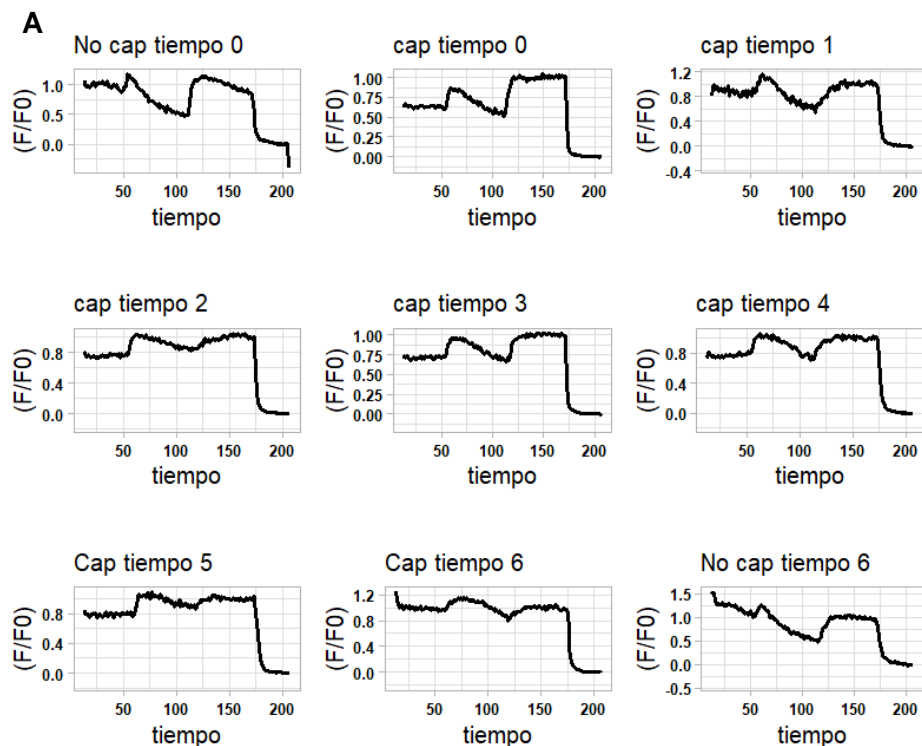 A
No cap tiempo 0
(F/F0)
1.0
0.5
0.0
50 100 150 200
tiempo
cap tiempo 0
(F/F0)
1.00
0.75
0.50
0.25
0.00
50 100 150 200
tiempo
cap tiempo 1
(F/F0)
1.2
0.8
0.4
0.0
-0.4
50 100 150 200
tiempo
cap tiempo 2
(F/F0)
0.8
0.4
0.0
50 100 150 200
tiempo
cap tiempo 3
(F/F0)
1.00
0.75
0.50
0.25
0.00
50 100 150 200
tiempo
cap tiempo 4
(F/F0)
0.8
0.4
0.0
50 100 150 200
tiempo
Cap tiempo 5
(F/F0)
0.8
0.4
0.0
50 100 150 200
tiempo
Cap tiempo 6
(F/F0)
1.2
0.8
0.4
0.0
50 100 150 200
tiempo
No cap tiempo 6
(F/F0)
1.5
1.0
0.5
0.0
-0.5
50 100 150 200
tiempo